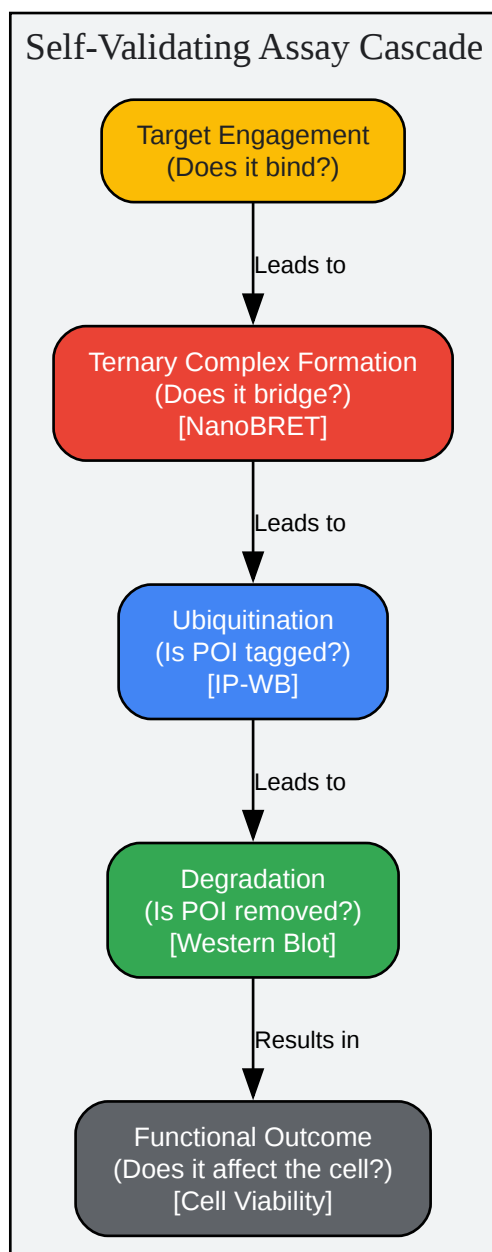 Self-Validating Assay Cascade
Target Engagement
(Does it bind?)
Leads to
Ternary Complex Formation
(Does it bridge?)
[NanoBRET]
Leads to
Ubiquitination
(Is POI tagged?)
[IP-WB]
Leads to
Degradation
(Is POI removed?)
[Western Blot]
Results in
Functional Outcome
(Does it affect the cell?)
[Cell Viability]